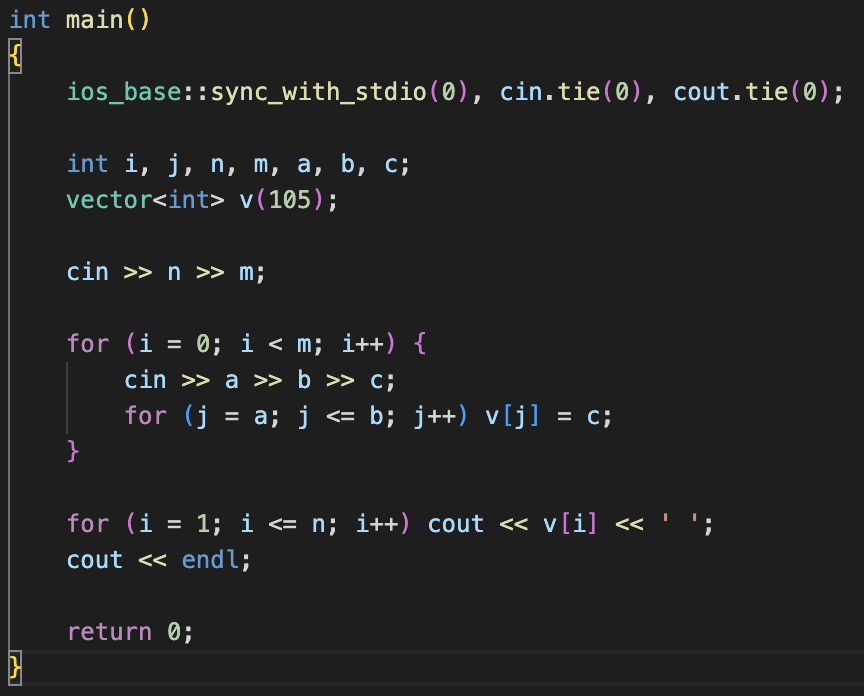 int main()
{
    ios_base::sync_with_stdio(0), cin.tie(0), cout.tie(0);
    int i, j, n, m, a, b, c;
    vector<int> v(105);
    cin >> n >> m;
    for (i = 0; i < m; i++) {
        cin >> a >> b >> c;
        for (j = a; j <= b; j++) v[j] = c;
    }
    for (i = 1; i <= n; i++) cout << v[i] << ' ';
    cout << endl;
    return 0;
}